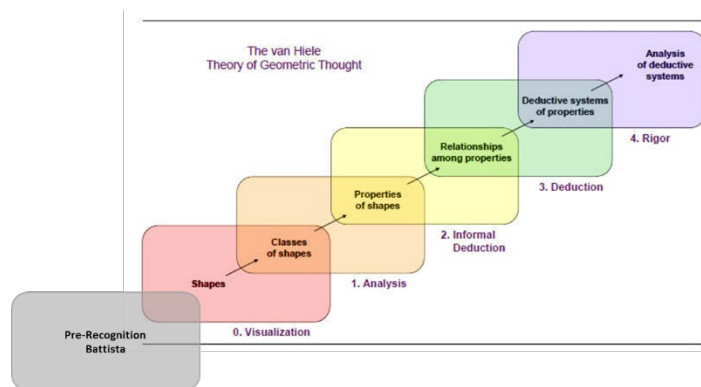 The van Hiele
Theory of Geometric Thought
Analysis
of deductive
systems
Deductive systems
of properties
4. Rigor
Relationships
among properties
3. Deduction
Properties
of shapes
2. Informal
Deduction
Classes
of shapes
1. Analysis
Shapes
0. Visualization
Pre-Recognition
Battista